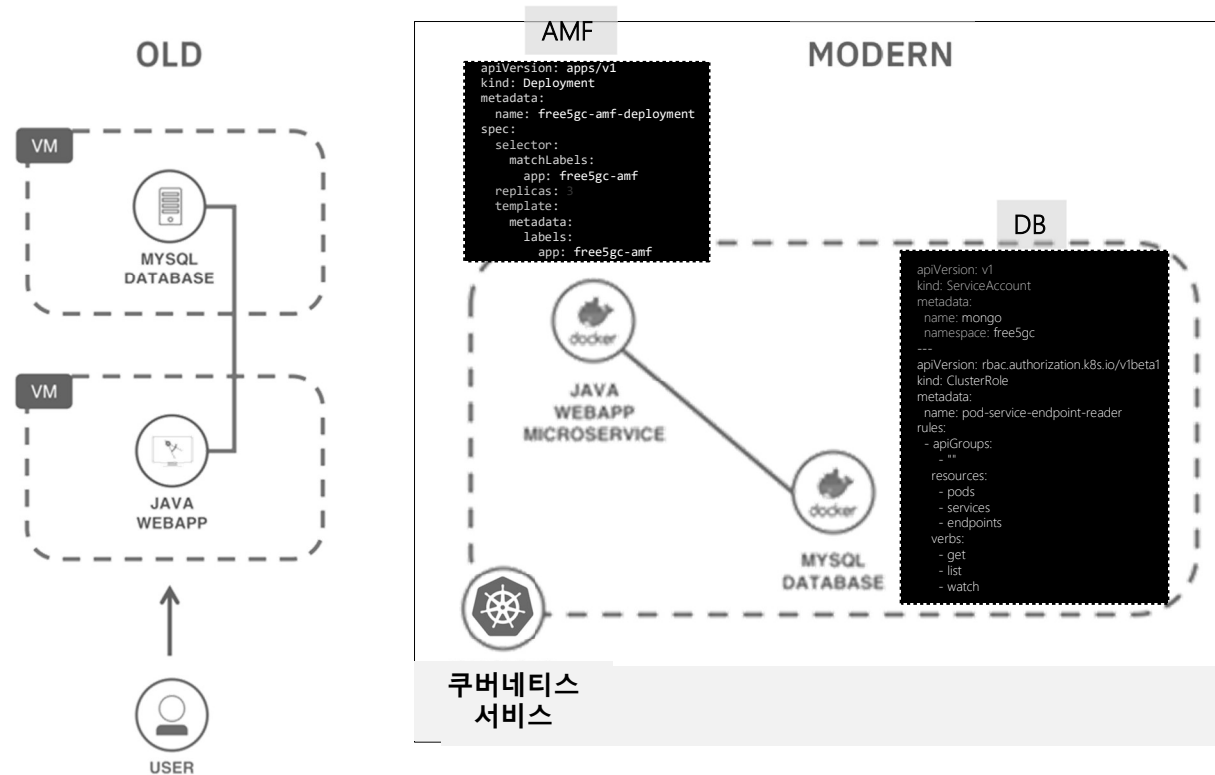 OLD
VM
MYSQL
DATABASE
VM
JAVA
WEBAPP
USER
AMF
MODERN
apiVersion: apps/v1
kind: Deployment
metadata:
  name: free5gc-amf-deployment
spec:
  selector:
    matchLabels:
      app: free5gc-amf
  replicas: 3
  template:
    metadata:
      labels:
        app: free5gc-amf
DB
apiVersion: v1
kind: ServiceAccount
metadata:
  name: mongo
  namespace: free5gc
---
apiVersion: rbac.authorization.k8s.io/v1beta1
kind: ClusterRole
metadata:
  name: pod-service-endpoint-reader
rules:
  - apiGroups:
    - ""
    resources:
      - pods
      - services
      - endpoints
    verbs:
      - get
      - list
      - watch
docker
JAVA
WEBAPP
MICROSERVICE
docker
MYSQL
DATABASE
쿠버네티스
서비스